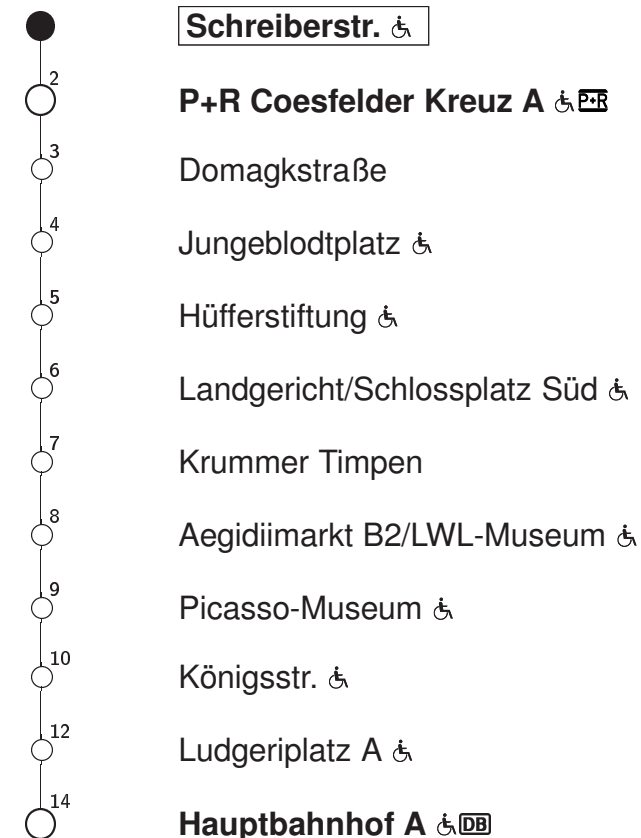 Schreiberstr.
2
P+R Coesfelder Kreuz A P+R
3
Domagkstraße
4
Jungeblodtplatz
5
Hüfferstiftung
6
Landgericht/Schlossplatz Süd
7
Krummer Timpen
8
Aegidiimarkt B2/LWL-Museum
9
Picasso-Museum
10
Königsstr.
12
Ludgeriplatz A
14
Hauptbahnhof A DB